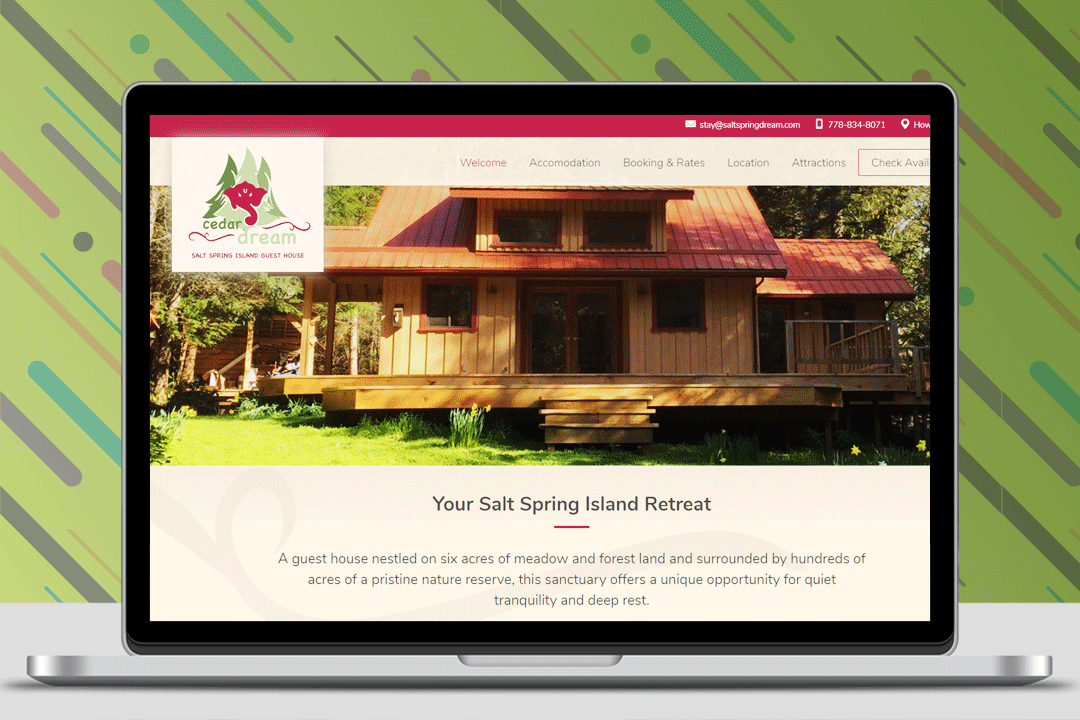 stay@saltspringdream.com 778-834-8071 How
Welcome Accomodation Booking & Rates Location Attractions Check Avail
cedar
dream
SALT SPRING ISLAND GUEST HOUSE
Your Salt Spring Island Retreat
A guest house nestled on six acres of meadow and forest land and surrounded by hundreds of
acres of a pristine nature reserve, this sanctuary offers a unique opportunity for quiet
tranquility and deep rest.